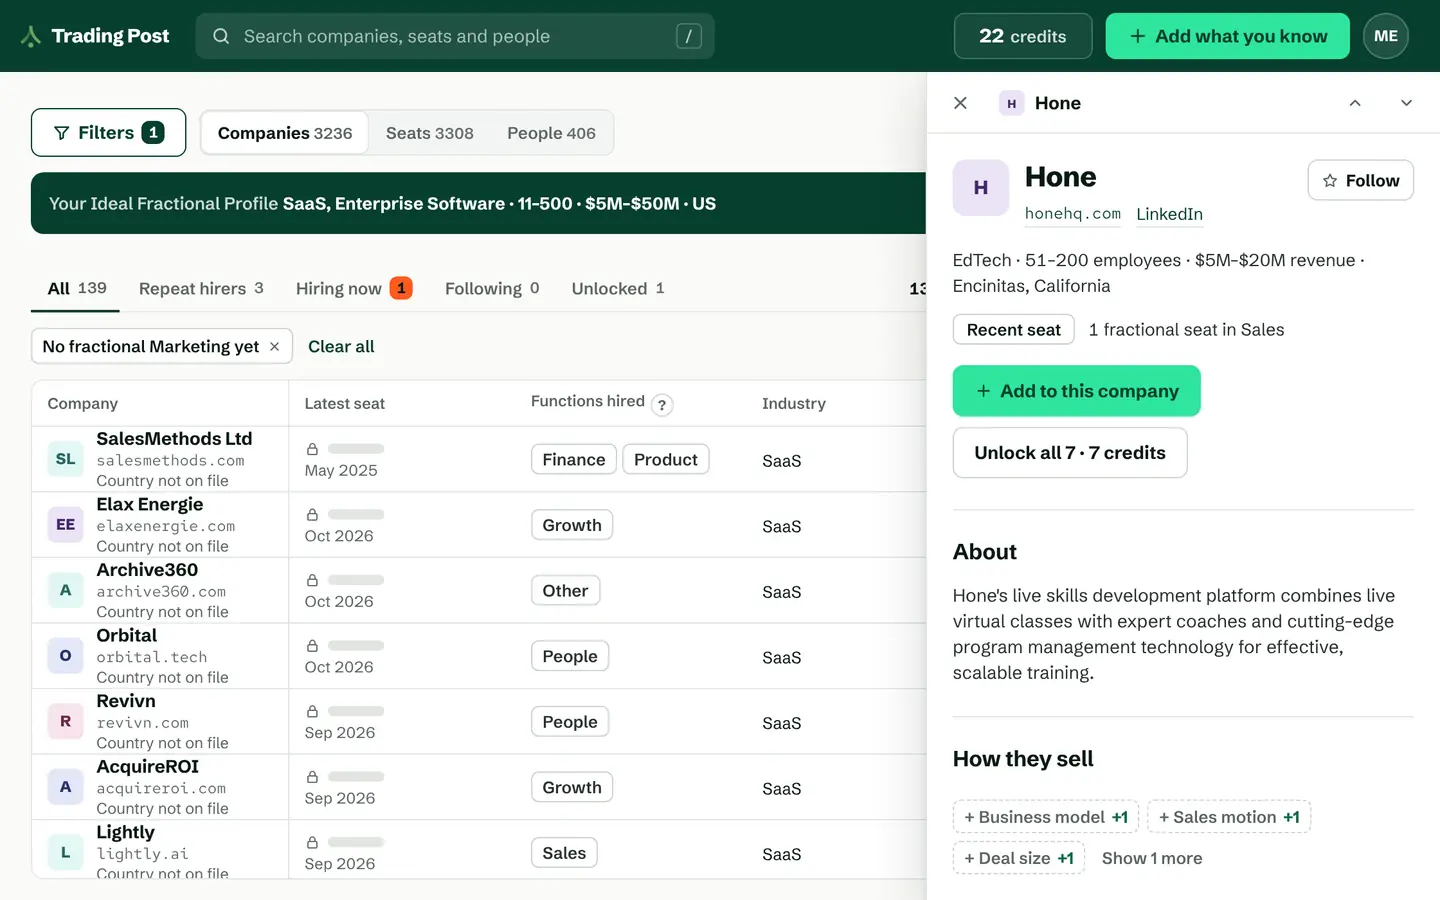 Trading Post
Search companies, seats and people /
22 credits
+ Add what you know
ME
Filters 1
Companies 3236
Seats 3308
People 406
Your Ideal Fractional Profile SaaS, Enterprise Software · 11-500 · $5M-$50M · US
All 139
Repeat hirers 3
Hiring now 1
Following 0
Unlocked 1
No fractional Marketing yet ×
Clear all
Company
Latest seat
Functions hired ?
Industry
SL
SalesMethods Ltd
salesmethods.com
Country not on file
May 2025
Finance
Product
SaaS
EE
Elax Energie
elaxenergie.com
Country not on file
Oct 2026
Growth
SaaS
A
Archive360
archive360.com
Country not on file
Oct 2026
Other
SaaS
O
Orbital
orbital.tech
Country not on file
Oct 2026
People
SaaS
R
Revivn
revivn.com
Country not on file
Sep 2026
People
SaaS
A
AcquireROI
acquireroi.com
Country not on file
Sep 2026
Growth
SaaS
L
Lightly
lightly.ai
Country not on file
Sep 2026
Sales
SaaS
H
Hone
H
Hone
honehq.com LinkedIn
Follow
EdTech · 51-200 employees · $5M-$20M revenue ·
Encinitas, California
Recent seat
1 fractional seat in Sales
+ Add to this company
Unlock all 7 · 7 credits
About
Hone's live skills development platform combines live
virtual classes with expert coaches and cutting-edge
program management technology for effective,
scalable training.
How they sell
+ Business model +1
+ Sales motion +1
+ Deal size +1
Show 1 more